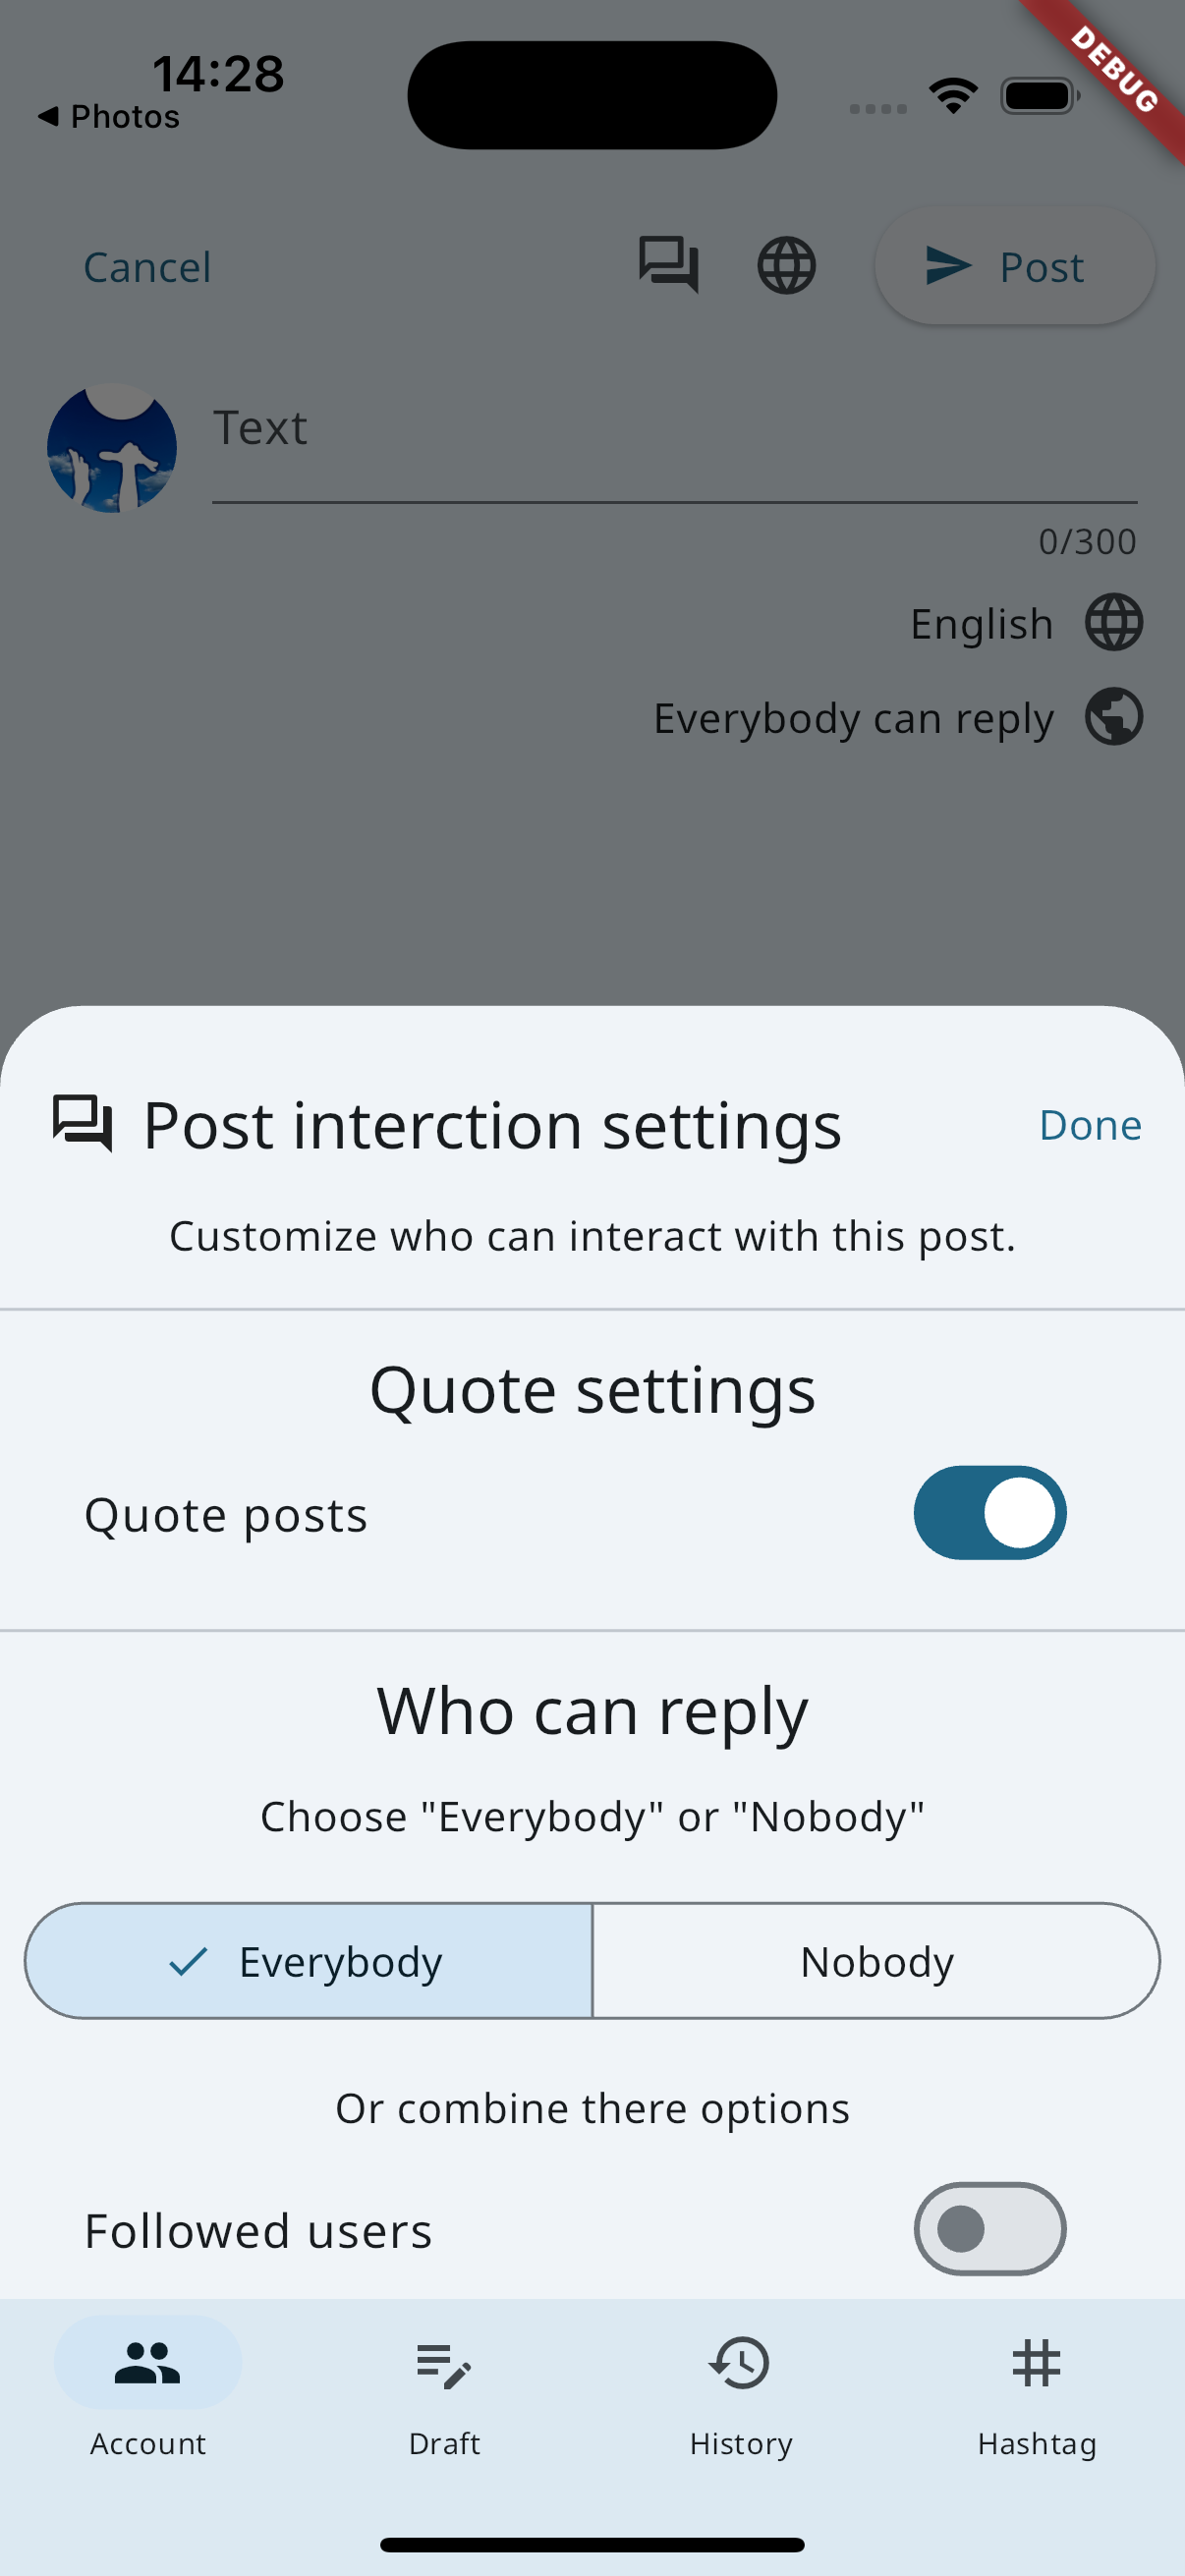 14:28
Photos
DEBUG
Cancel
Post
Text
0/300
English
Everybody can reply
Post interction settings
Done
Customize who can interact with this post.
Quote settings
Quote posts
Who can reply
Choose "Everybody" or "Nobody"
Everybody
Nobody
Or combine there options
Followed users
Account
Draft
History
Hashtag